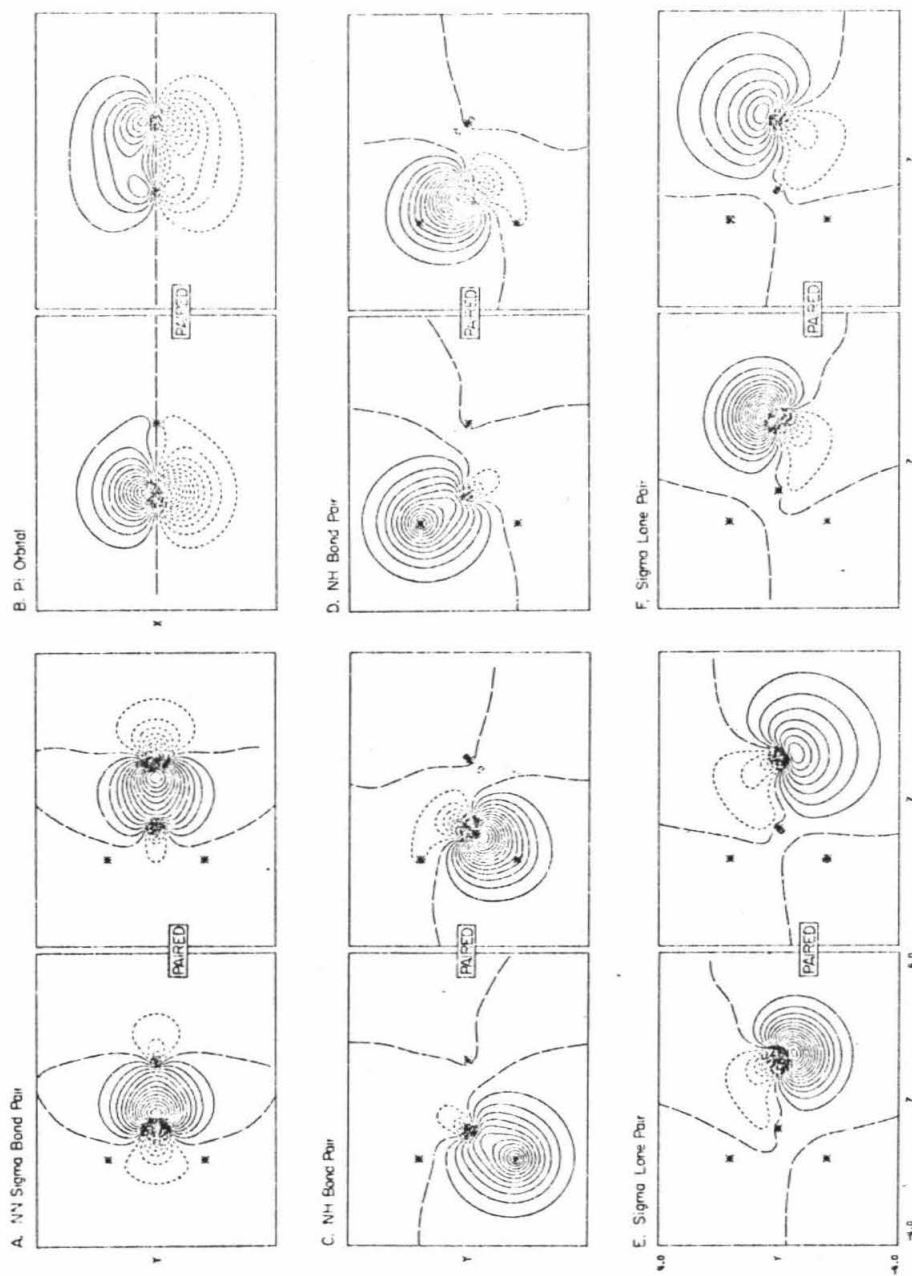 A. NN Sigma Bond Pair
B. Pi Orbital
PAIRED
PAIRED
Y
X
C. NH Bond Pair
D. NH Bond Pair
PAIRED
PAIRED
Y
E. Sigma Lone Pair
F. Sigma Lone Pair
PAIRED
PAIRED
Y
Z
Z
Z
Z